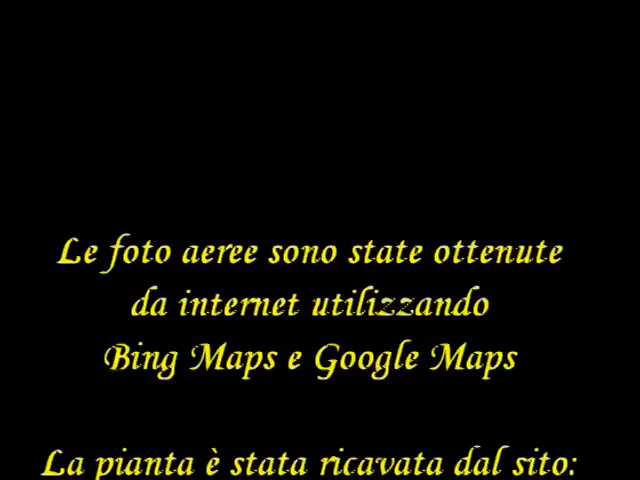 Le foto aeree sono state ottenute
da internet utilizzando
Bing Maps e Google Maps
La pianta è stata ricavata dal sito: